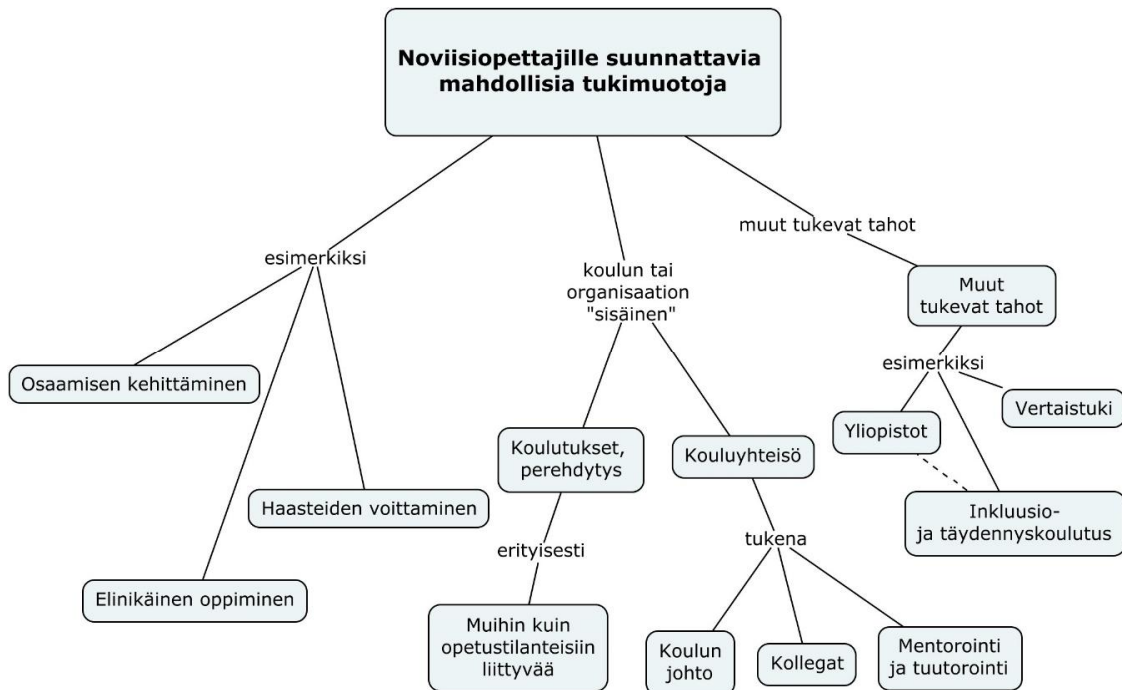 Noviisiopettajille suunnattavia
mahdollisia tukimuotoja
muut tukevat tahot
esimerkiksi
koulun tai
organisaation
"sisäinen"
Muut
tukevat tahot
Osaamisen kehittäminen
esimerkiksi
Vertaistuki
Yliopistot
Koulutukset,
perehdytys
Kouluyhteisö
Haasteiden voittaminen
Inkluusio-
ja täydennyskoulutus
erityisesti
tukena
Elinikäinen oppiminen
Muihin kuin
opetustilanteisiin
liittyvää
Koulun
johto
Kollegat
Mentorointi
ja tuutorointi